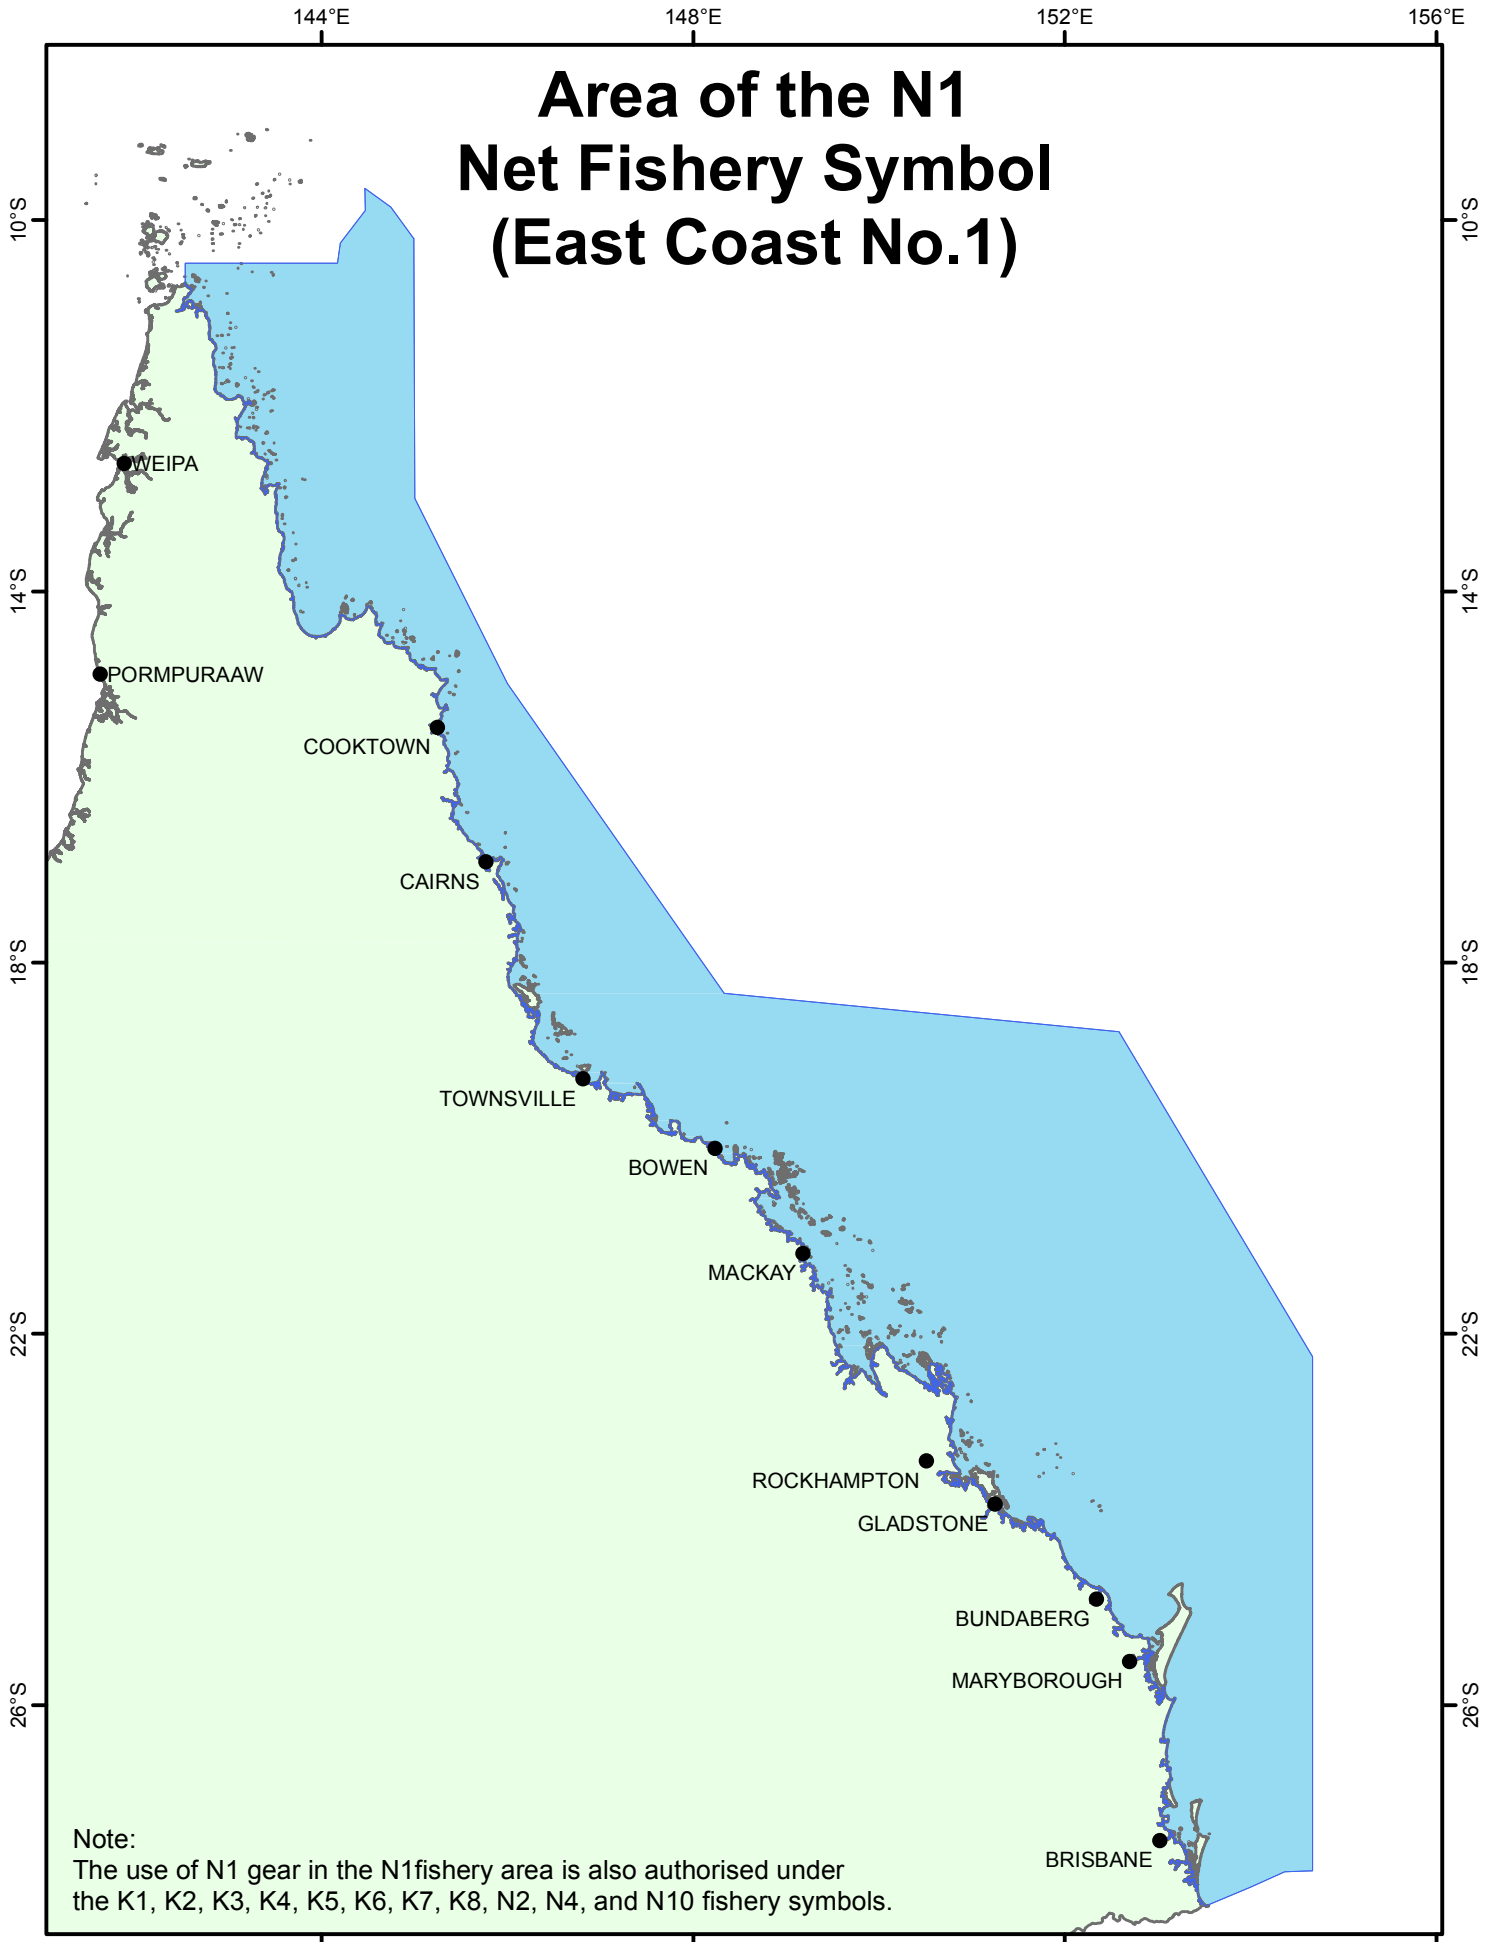 144°E 148°E 152°E 156°E
Area of the N1
Net Fishery Symbol
(East Coast No.1)
10°S 10°S
WEIPA
14°S 14°S
PORMPURAAW
COOKTOWN
CAIRNS
18°S 18°S
TOWNSVILLE
BOWEN
MACKAY
22°S 22°S
ROCKHAMPTON
GLADSTONE
BUNDABERG
MARYBOROUGH
26°S 26°S
BRISBANE
Note:
The use of N1 gear in the N1fishery area is also authorised under
the K1, K2, K3, K4, K5, K6, K7, K8, N2, N4, and N10 fishery symbols.